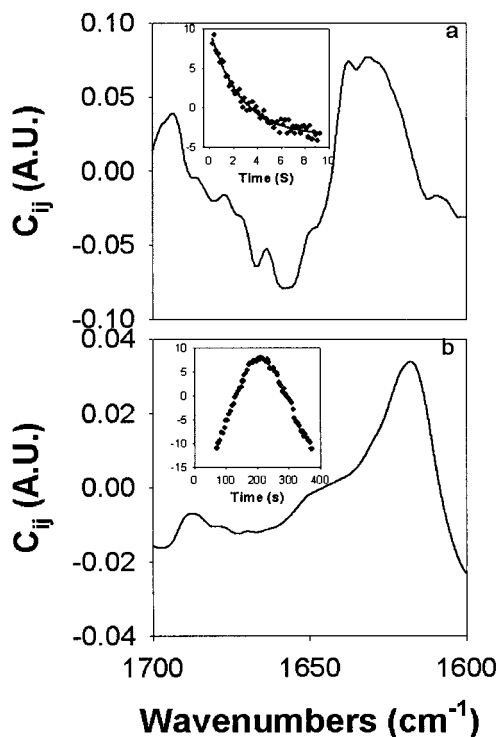 a
0.10
0.05
0.00
-0.05
-0.10
C_ij (A.U.)
10
5
0
-5
0 2 4 6 8 10
Time (S)
b
0.04
0.02
0.00
-0.02
-0.04
C_ij (A.U.)
10
5
0
-5
-10
-15
0 100 200 300 400
Time (s)
1700 1650 1600
Wavenumbers (cm⁻¹)